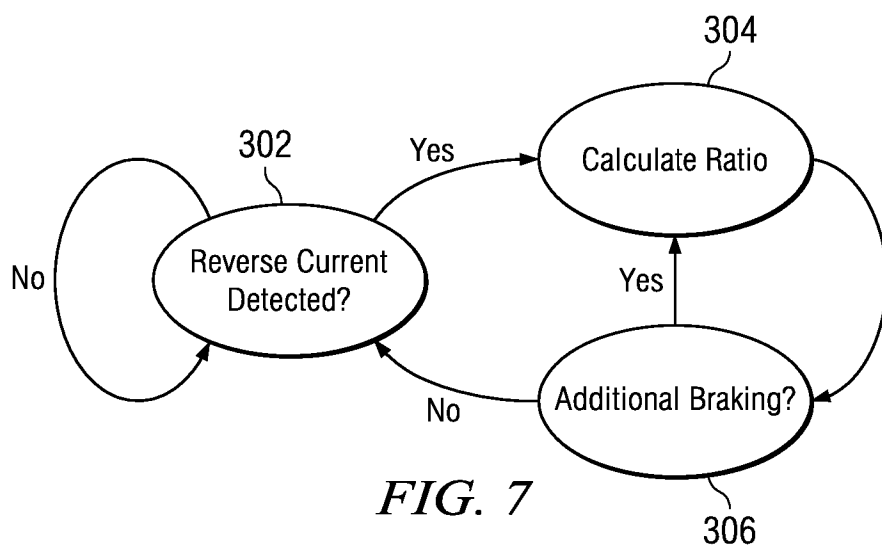 304
302
Yes
Calculate Ratio
Reverse Current
Detected?
No
Yes
Additional Braking?
No
FIG. 7
306